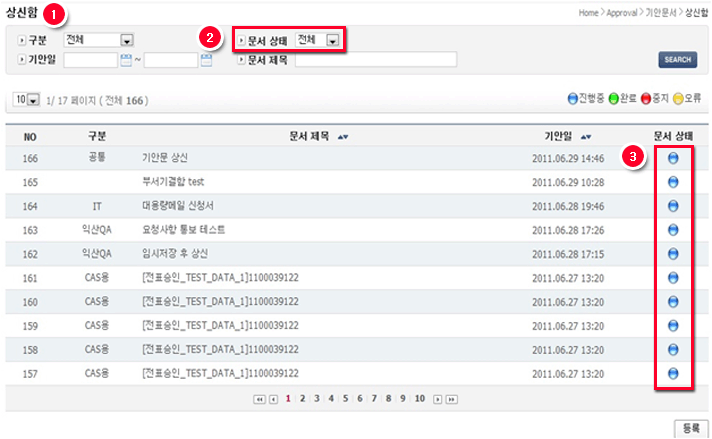 상신함 1
Home > Approval > 기안문서 > 상신함
구분 전체 2 문서 상태 전체
기안일 ~ 문서 제목 SEARCH
10 1/ 17 페이지 ( 전체 166 ) 진행중 완료 중지 오류
NO 구분 문서 제목 기안일 문서 상태
166 공통 기안문 상신 2011.06.29 14:46 3
165 부서기결함 test 2011.06.29 10:28
164 IT 대용량메일 신청서 2011.06.28 19:46
163 익산QA 요청사항 통보 테스트 2011.06.28 17:26
162 익산QA 임시저장 후 상신 2011.06.28 17:15
161 CAS용 [전표승인_TEST_DATA_1]1100039122 2011.06.27 13:20
160 CAS용 [전표승인_TEST_DATA_1]1100039122 2011.06.27 13:20
159 CAS용 [전표승인_TEST_DATA_1]1100039122 2011.06.27 13:20
158 CAS용 [전표승인_TEST_DATA_1]1100039122 2011.06.27 13:20
157 CAS용 [전표승인_TEST_DATA_1]1100039122 2011.06.27 13:20
1 2 3 4 5 6 7 8 9 10
등록